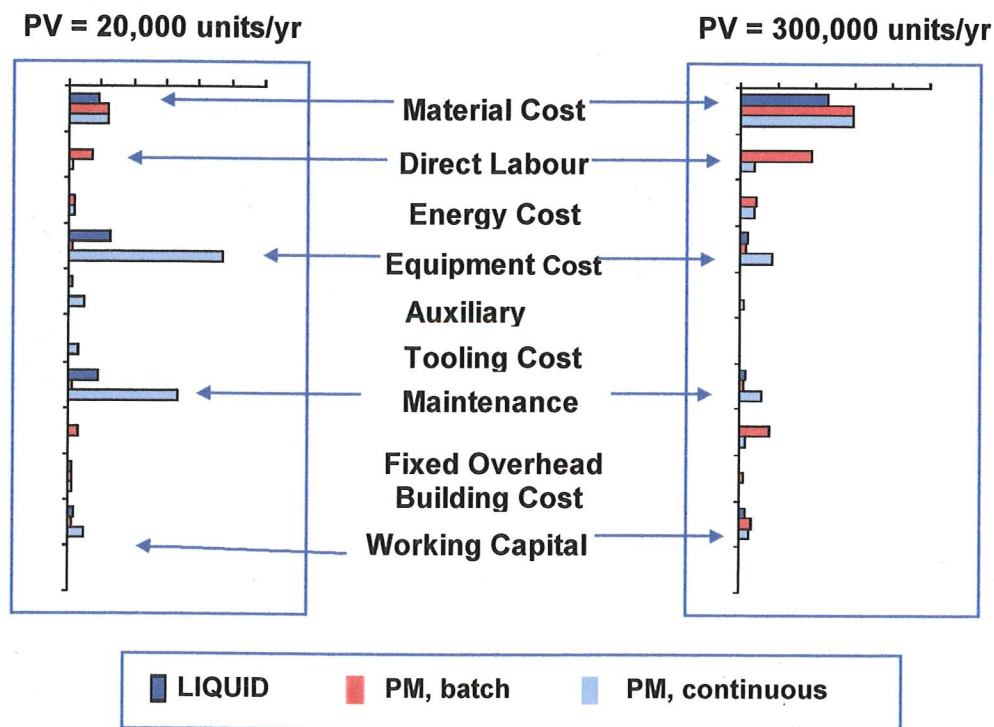 PV = 20,000 units/yr
PV = 300,000 units/yr
Material Cost
Direct Labour
Energy Cost
Equipment Cost
Auxiliary
Tooling Cost
Maintenance
Fixed Overhead
Building Cost
Working Capital
LIQUID
PM, batch
PM, continuous